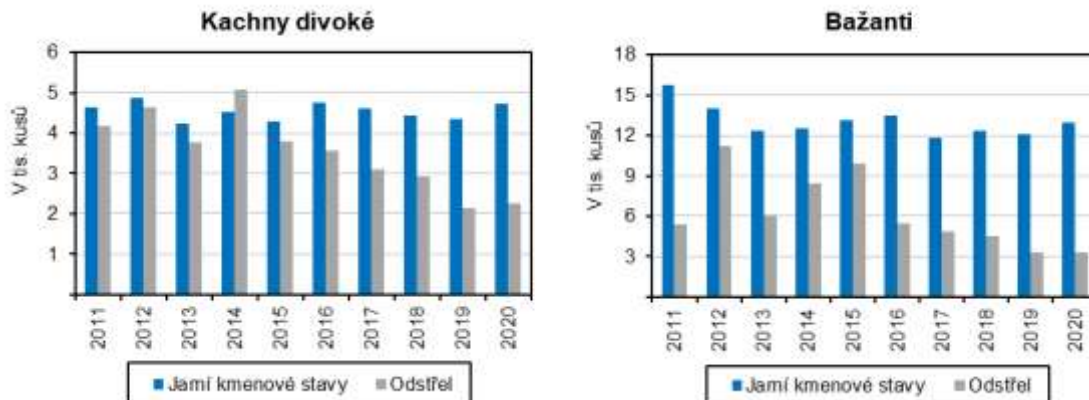 Kachny divoké
V tis. kusů
6
5
4
3
2
1
2011 2012 2013 2014 2015 2016 2017 2018 2019 2020
Jarní kmenové stavy Odstřel
Bažanti
V tis. kusů
18
15
12
9
6
3
2011 2012 2013 2014 2015 2016 2017 2018 2019 2020
Jarní kmenové stavy Odstřel